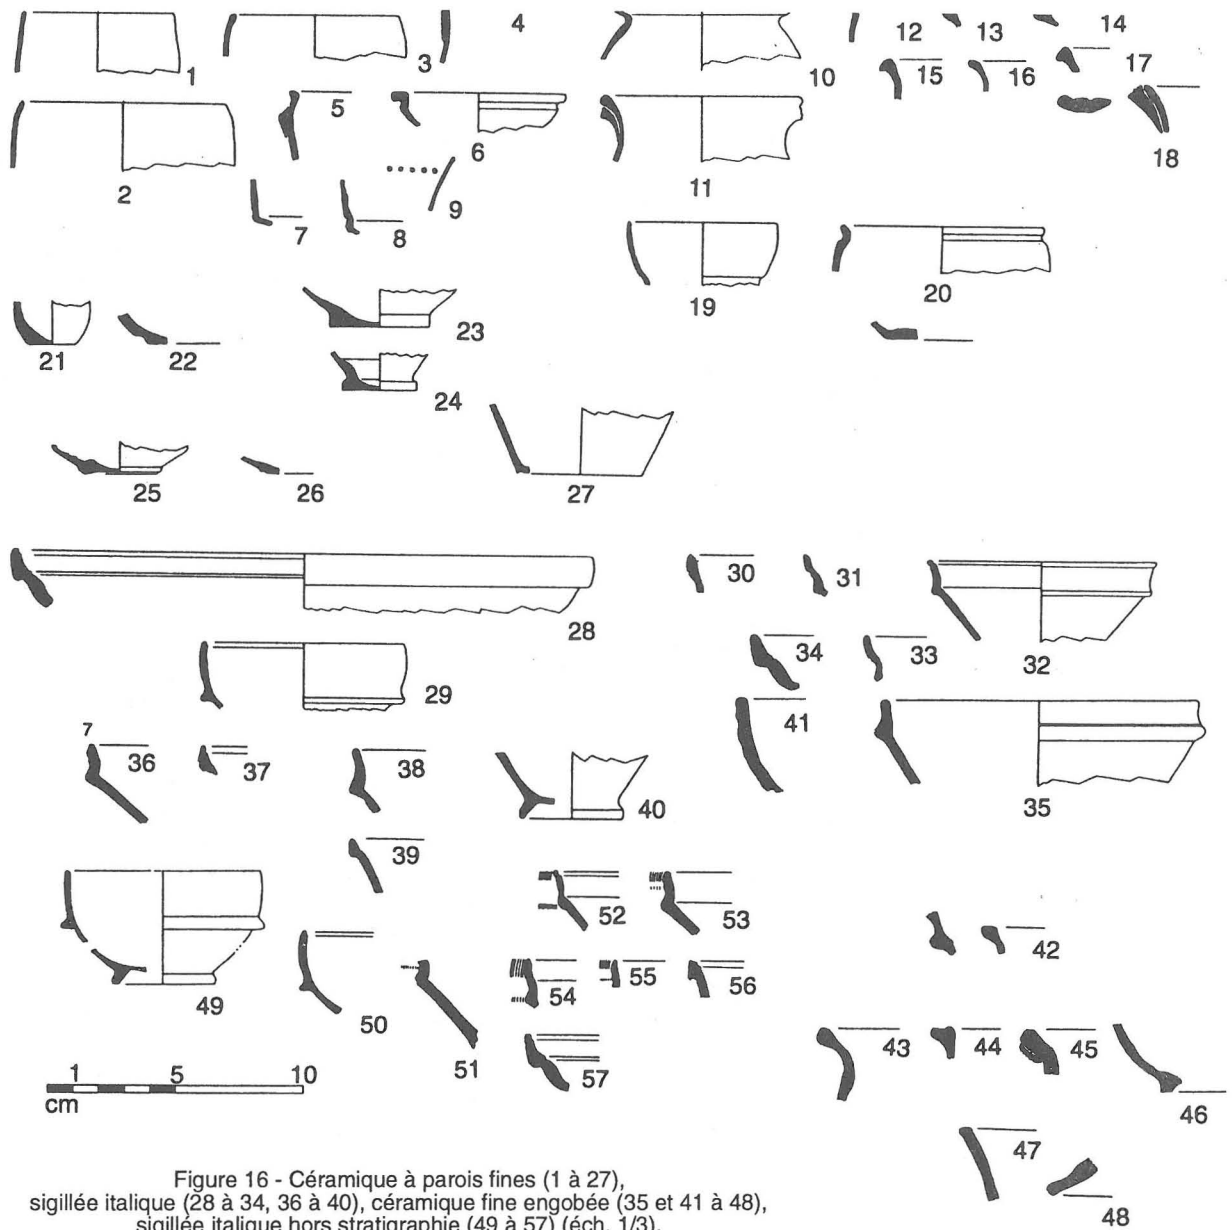 1 3 4 10 12 13 14
15 16 17
2 5 6 9 11 18
7 8 19 20
21 22 23
24
25 26 27
28 30 31
29 34 33 32
7
36 37 38 40 41 35
39
49 50 52 53 42
51 54 55 56
57 43 44 45 46
1 5 10
cm
47
48
Figure 16 - Céramique à parois fines (1 à 27),
sigillée italique (28 à 34, 36 à 40), céramique fine engobée (35 et 41 à 48),
sigillée italique hors stratigraphie (49 à 57) (éch. 1/3).